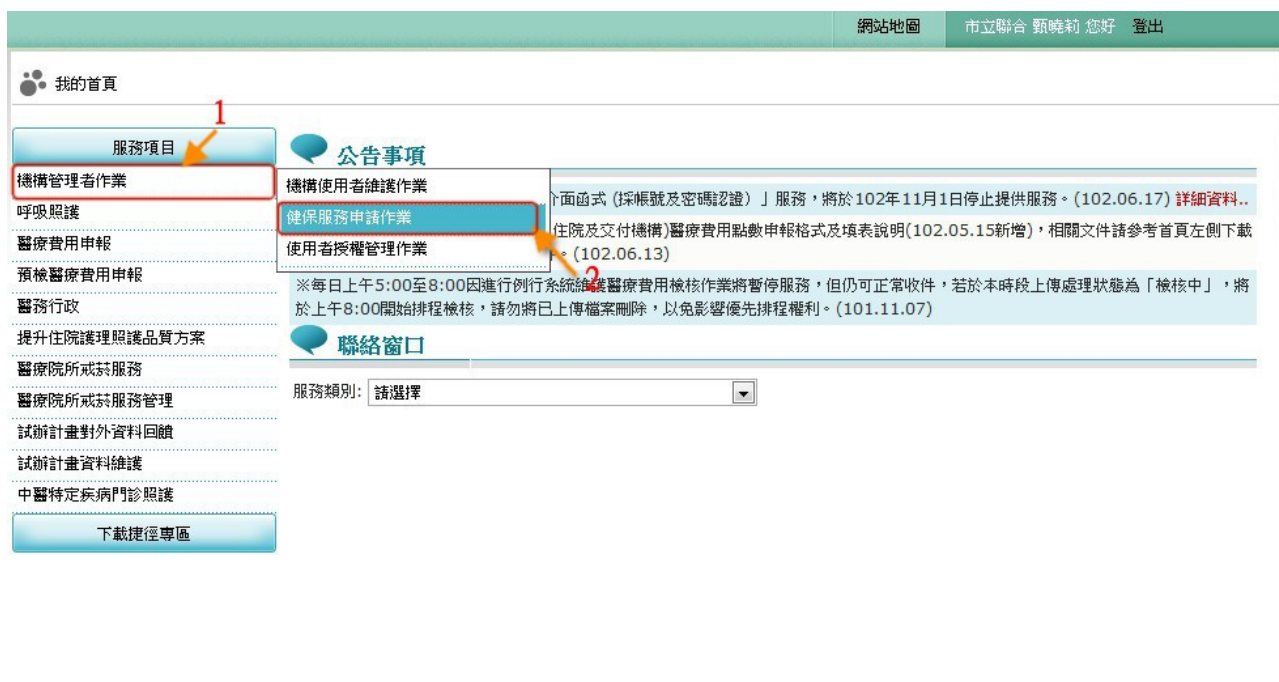 網站地圖 市立聯合 甄曉莉 您好 登出
我的首頁
1
服務項目
機構管理者作業
呼吸照護
醫療費用申報
預檢醫療費用申報
醫務行政
提升住院護理照護品質方案
醫療院所戒菸服務
醫療院所戒菸服務管理
試辦計畫對外資料回饋
試辦計畫資料維護
中醫特定疾病門診照護
下載捷徑專區
機構使用者維護作業
健保服務申請作業
使用者授權管理作業
2
公告事項
介面函式 (採帳號及密碼認證) 」服務,將於102年11月1日停止提供服務。(102.06.17) 詳細資料..
住院及交付機構)醫療費用點數申報格式及填表說明(102.05.15新增),相關文件請參考首頁左側下載
。(102.06.13)
※每日上午5:00至8:00因進行例行系統維護醫療費用檢核作業將暫停服務,但仍可正常收件,若於本時段上傳處理狀態為「檢核中」,將
於上午8:00開始排程檢核,請勿將已上傳檔案刪除,以免影響優先排程權利。(101.11.07)
聯絡窗口
服務類別: 請選擇